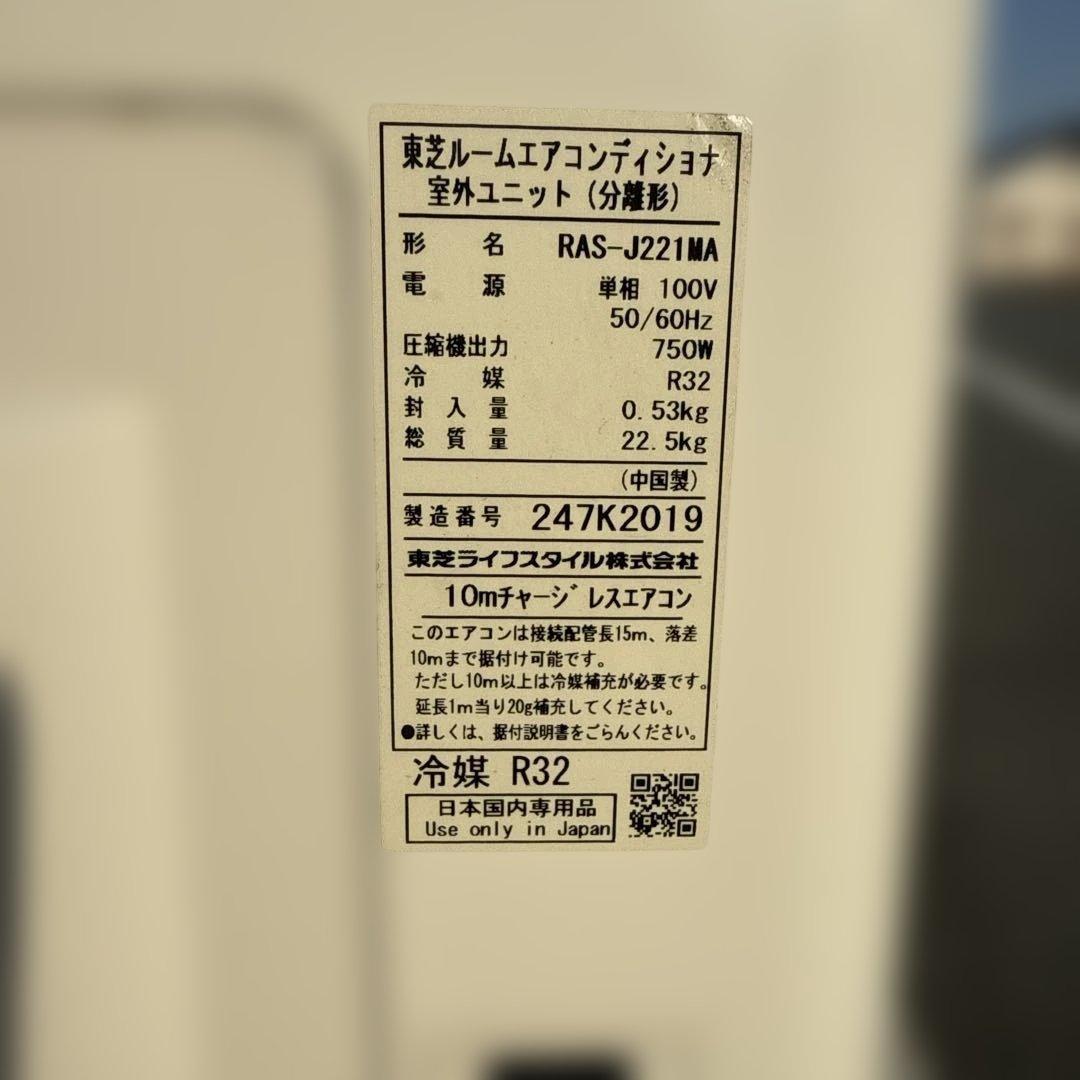 東芝ルームエアコンディショナ
室外ユニット(分離形)
形名 RAS-J221MA
電源 単相 100V
50/60Hz
圧縮機出力 750W
冷媒 R32
封入量 0.53kg
総質量 22.5kg
(中国製)
製造番号 247K2019
東芝ライフスタイル株式会社
10mチャージレスエアコン
このエアコンは接続配管長15m、落差
10mまで据付け可能です。
ただし10m以上は冷媒補充が必要です。
延長1m当り20g補充してください。
●詳しくは、据付説明書をごらんください。
冷媒 R32
日本国内専用品
Use only in Japan